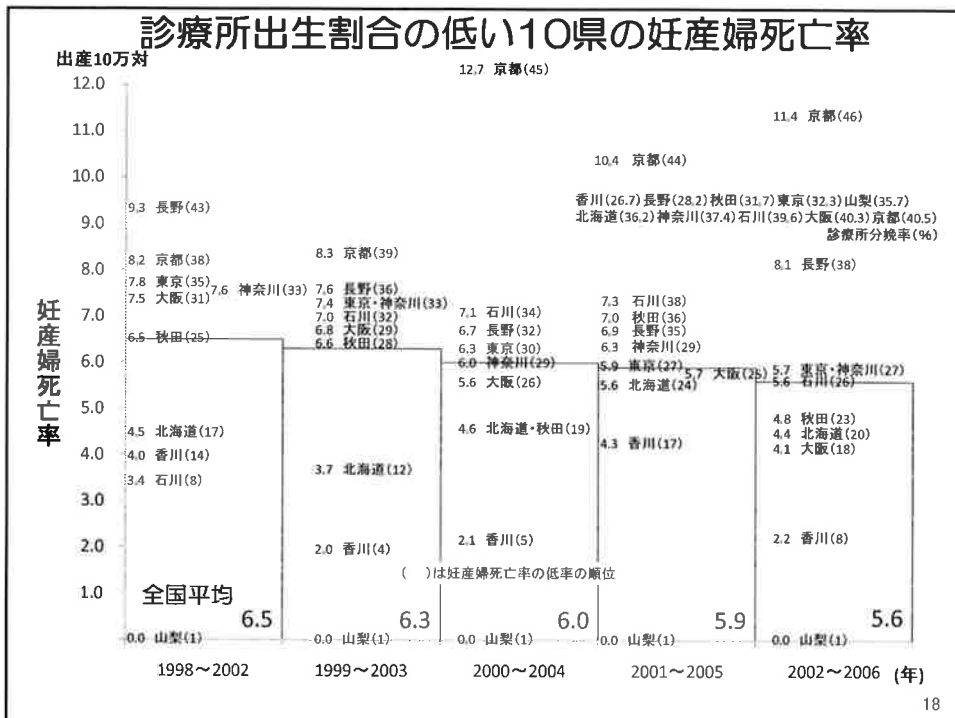 診療所出生割合の低い10県の妊産婦死亡率
出産10万対
12.0
11.0
10.0
9.0
8.0
7.0
6.0
5.0
4.0
3.0
2.0
1.0
妊産婦死亡率
9.3 長野(43)
8.2 京都(38)
7.8 東京(35)
7.6 神奈川(33)
7.5 大阪(31)
6.5 秋田(25)
4.5 北海道(17)
4.0 香川(14)
3.4 石川(8)
全国平均
6.5
0.0 山梨(1)
1998～2002
8.3 京都(39)
7.6 長野(36)
7.4 東京・神奈川(33)
7.0 石川(32)
6.8 大阪(29)
6.6 秋田(28)
3.7 北海道(12)
2.0 香川(4)
6.3
0.0 山梨(1)
1999～2003
12.7 京都(45)
7.1 石川(34)
6.7 長野(32)
6.3 東京(30)
6.0 神奈川(29)
5.6 大阪(26)
4.6 北海道・秋田(19)
2.1 香川(5)
6.0
0.0 山梨(1)
2000～2004
10.4 京都(44)
7.3 石川(38)
7.0 秋田(36)
6.9 長野(35)
6.3 神奈川(29)
5.9 東京(27)
5.7 大阪(25)
5.6 北海道(24)
4.3 香川(17)
5.9
0.0 山梨(1)
2001～2005
11.4 京都(46)
香川(26.7)長野(28.2)秋田(31.7)東京(32.3)山梨(35.7)
北海道(36.2)神奈川(37.4)石川(39.6)大阪(40.3)京都(40.5)
診療所分娩率(%)
8.1 長野(38)
5.7 東京・神奈川(27)
5.6 石川(26)
4.8 秋田(23)
4.4 北海道(20)
4.1 大阪(18)
2.2 香川(8)
5.6
0.0 山梨(1)
2002～2006
(年)
(　)は妊産婦死亡率の低率の順位
18